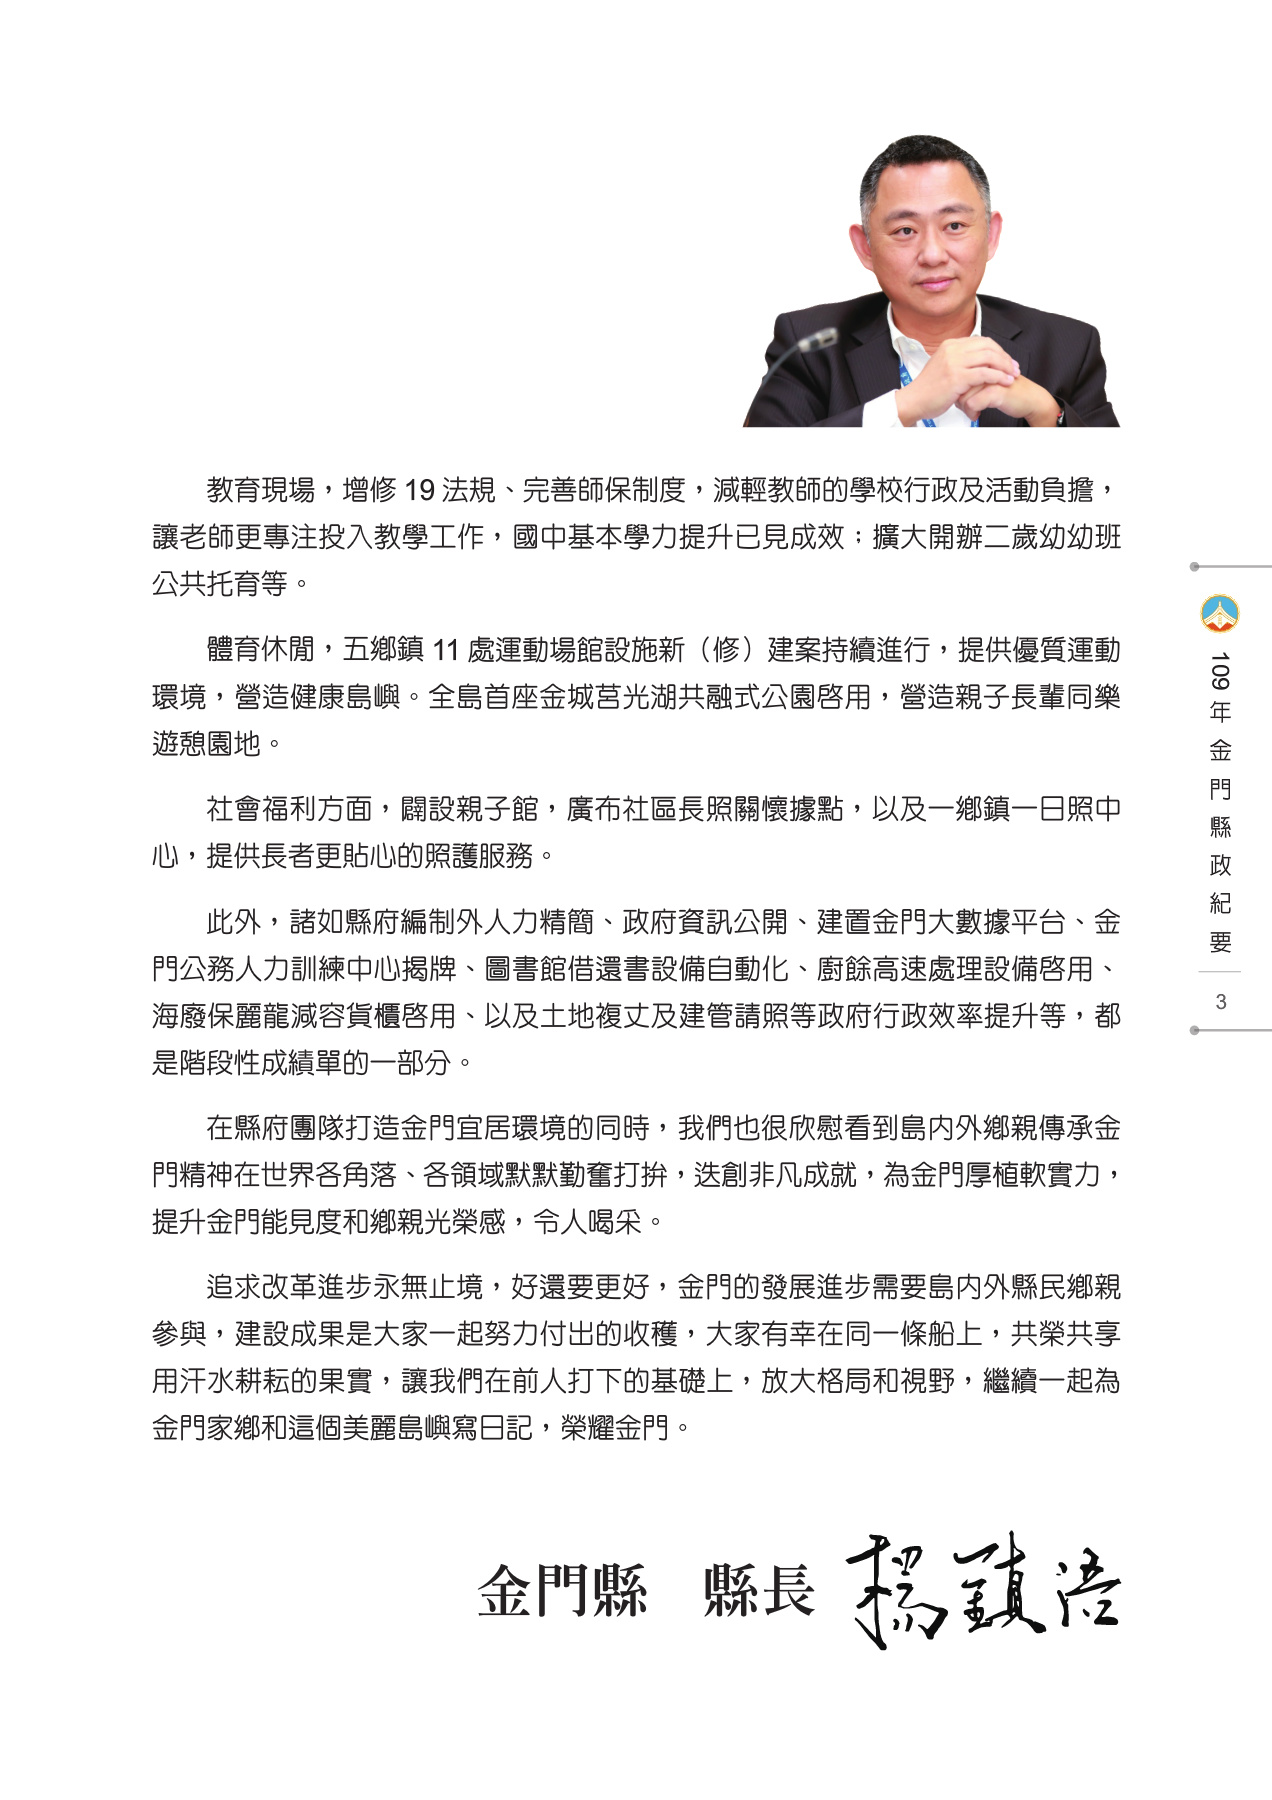 教育現場，增修 19 法規、完善師保制度，減輕教師的學校行政及活動負擔，
讓老師更專注投入教學工作，國中基本學力提升已見成效；擴大開辦二歲幼幼班
公共托育等。
體育休閒，五鄉鎮 11 處運動場館設施新（修）建案持續進行，提供優質運動
環境，營造健康島嶼。全島首座金城莒光湖共融式公園啓用，營造親子長輩同樂
遊憩園地。
社會福利方面，闢設親子館，廣布社區長照關懷據點，以及一鄉鎮一日照中
心，提供長者更貼心的照護服務。
此外，諸如縣府編制外人力精簡、政府資訊公開、建置金門大數據平台、金
門公務人力訓練中心揭牌、圖書館借還書設備自動化、廚餘高速處理設備啓用、
海廢保麗龍減容貨櫃啓用、以及土地複丈及建管請照等政府行政效率提升等，都
是階段性成績單的一部分。
在縣府團隊打造金門宜居環境的同時，我們也很欣慰看到島內外鄉親傳承金
門精神在世界各角落、各領域默默勤奮打拚，迭創非凡成就，為金門厚植軟實力，
提升金門能見度和鄉親光榮感，令人喝采。
追求改革進步永無止境，好還要更好，金門的發展進步需要島內外縣民鄉親
參與，建設成果是大家一起努力付出的收穫，大家有幸在同一條船上，共榮共享
用汗水耕耘的果實，讓我們在前人打下的基礎上，放大格局和視野，繼續一起為
金門家鄉和這個美麗島嶼寫日記，榮耀金門。
金門縣　縣長 楊鎮浯
109 年金門縣政紀要
3